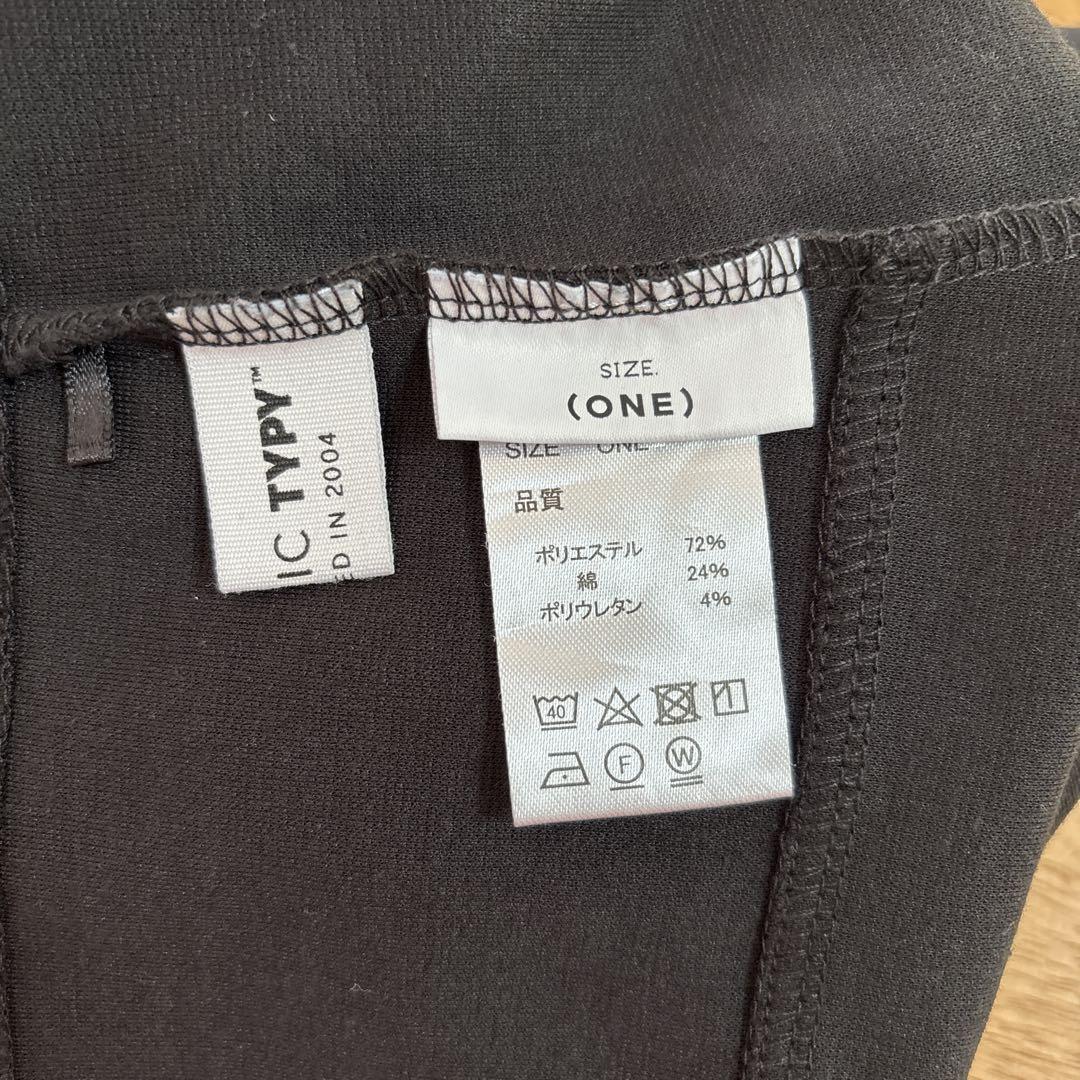 IC TYPY™
ED IN 2004
SIZE.
(ONE)
SIZE ONE
品質
ポリエステル 72%
綿 24%
ポリウレタン 4%
40
F
W